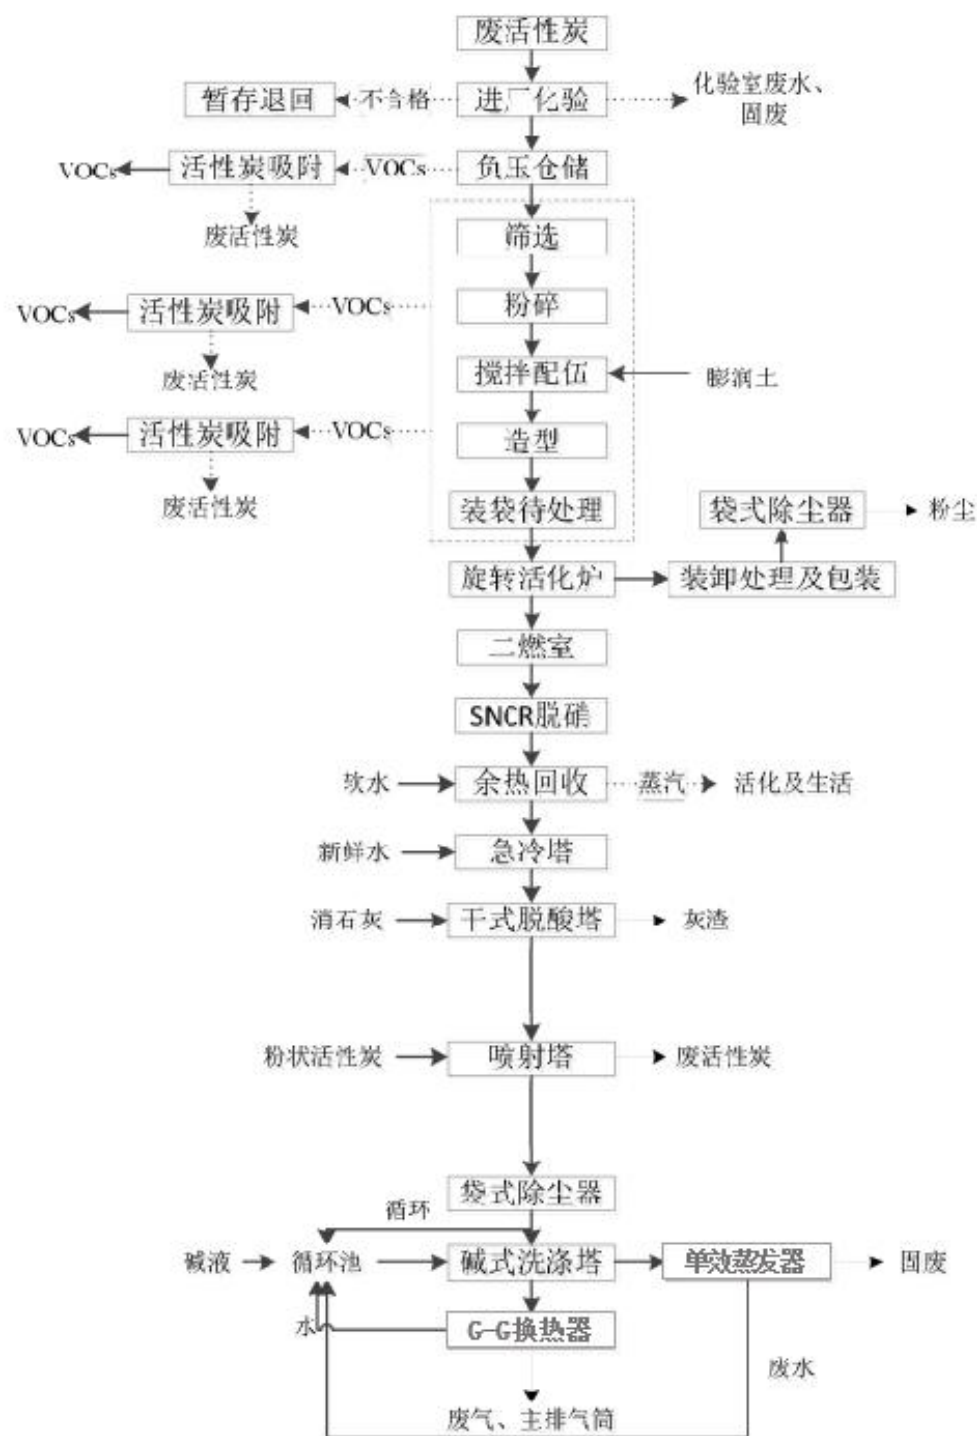 废活性炭
暂存退回
不合格
进厂化验
化验室废水、
固废
VOCs
活性炭吸附
VOCs
负压仓储
废活性炭
筛选
VOCs
活性炭吸附
VOCs
粉碎
废活性炭
搅拌配伍
膨润土
VOCs
活性炭吸附
VOCs
造型
废活性炭
装袋待处理
袋式除尘器
粉尘
旋转活化炉
装卸处理及包装
二燃室
SNCR脱硝
软水
余热回收
蒸汽
活化及生活
新鲜水
急冷塔
消石灰
干式脱酸塔
灰渣
粉状活性炭
喷射塔
废活性炭
袋式除尘器
循环
碱液
循环池
碱式洗涤塔
单效蒸发器
固废
水
G-G换热器
废水
废气、主排气筒